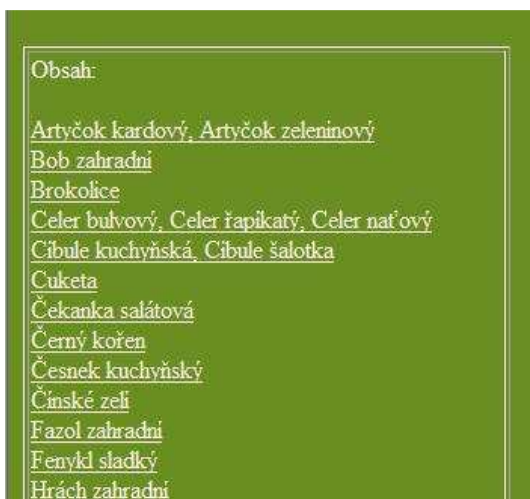 Obsah:
Artyčok kardový, Artyčok zeleninový
Bob zahradní
Brokolice
Celer bulvový, Celer řapíkatý, Celer naťový
Cibule kuchyňská, Cibule šalotka
Cuketa
Čekanka salátová
Černý kořen
Česnek kuchyňský
Čínské zelí
Fazol zahradní
Fenykl sladký
Hrách zahradní